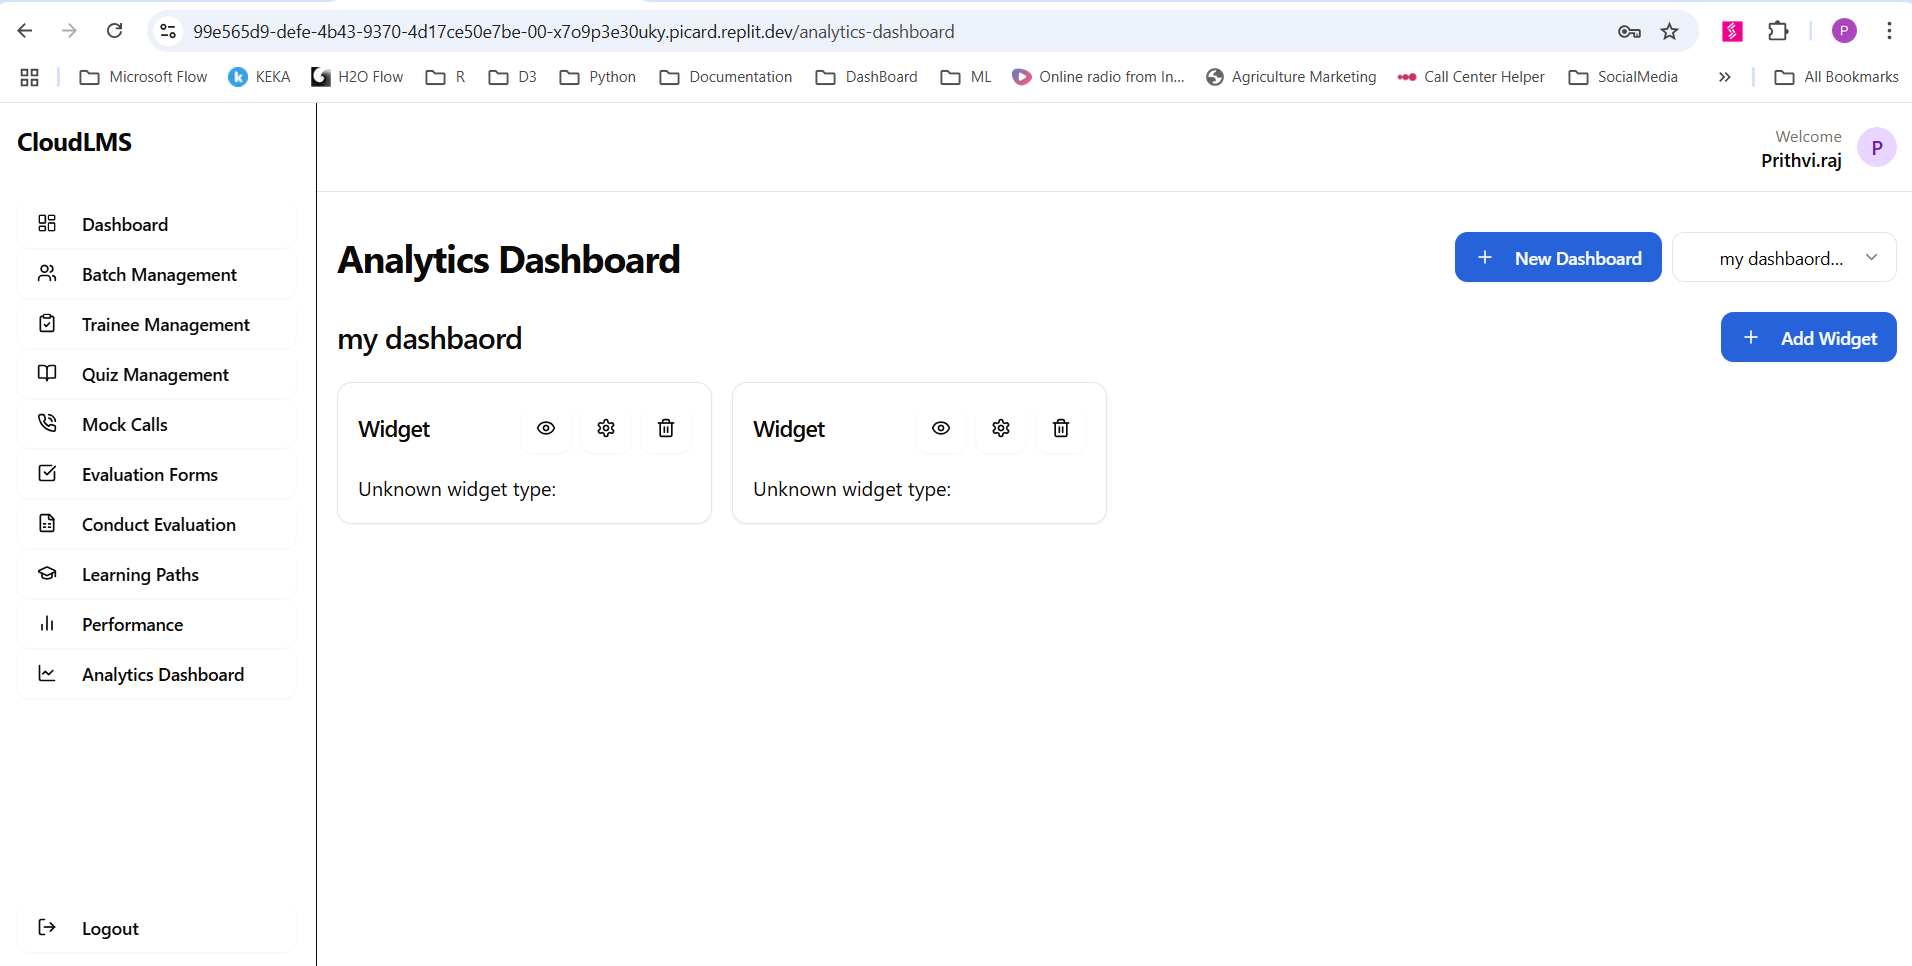 99e565d9-defe-4b43-9370-4d17ce50e7be-00-x7o9p3e30uky.picard.replit.dev/analytics-dashboard
P
Microsoft Flow
KEKA
H2O Flow
R
D3
Python
Documentation
DashBoard
ML
Online radio from In...
Agriculture Marketing
Call Center Helper
SocialMedia
All Bookmarks
CloudLMS
Dashboard
Batch Management
Trainee Management
Quiz Management
Mock Calls
Evaluation Forms
Conduct Evaluation
Learning Paths
Performance
Analytics Dashboard
Logout
Welcome
Prithvi.raj
P
Analytics Dashboard
New Dashboard
my dashbaord...
my dashbaord
Add Widget
Widget
Unknown widget type:
Widget
Unknown widget type: